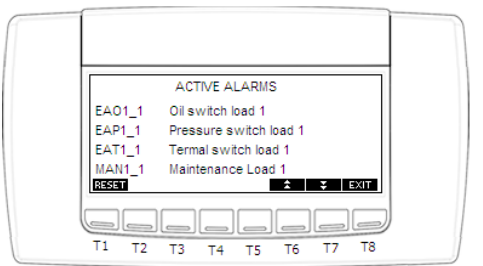 ACTIVE ALARMS
EAO1_1 Oil switch load 1
EAP1_1 Pressure switch load 1
EAT1_1 Termal switch load 1
MAN1_1 Maintenance Load 1
RESET EXIT
T1 T2 T3 T4 T5 T6 T7 T8